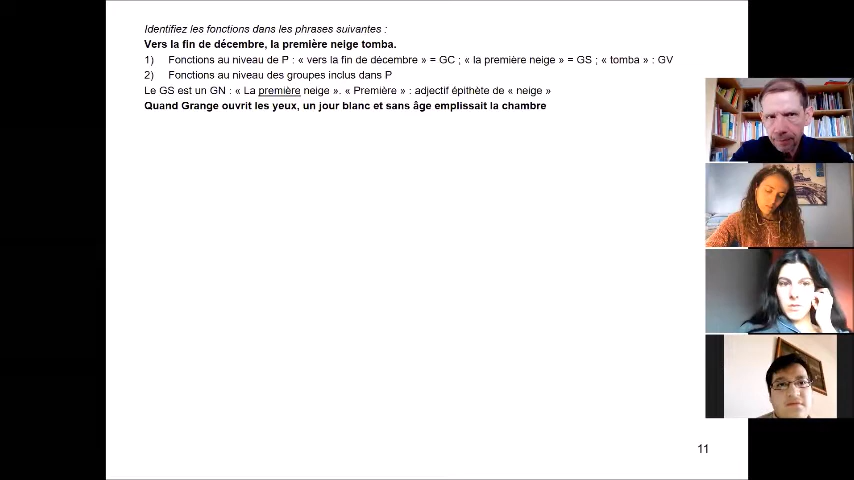 Identifiez les fonctions dans les phrases suivantes :
Vers la fin de décembre, la première neige tomba.
1) Fonctions au niveau de P : « vers la fin de décembre » = GC ; « la première neige » = GS ; « tomba » : GV
2) Fonctions au niveau des groupes inclus dans P
Le GS est un GN : « La première neige ». « Première » : adjectif épithète de « neige »
Quand Grange ouvrit les yeux, un jour blanc et sans âge emplissait la chambre
11